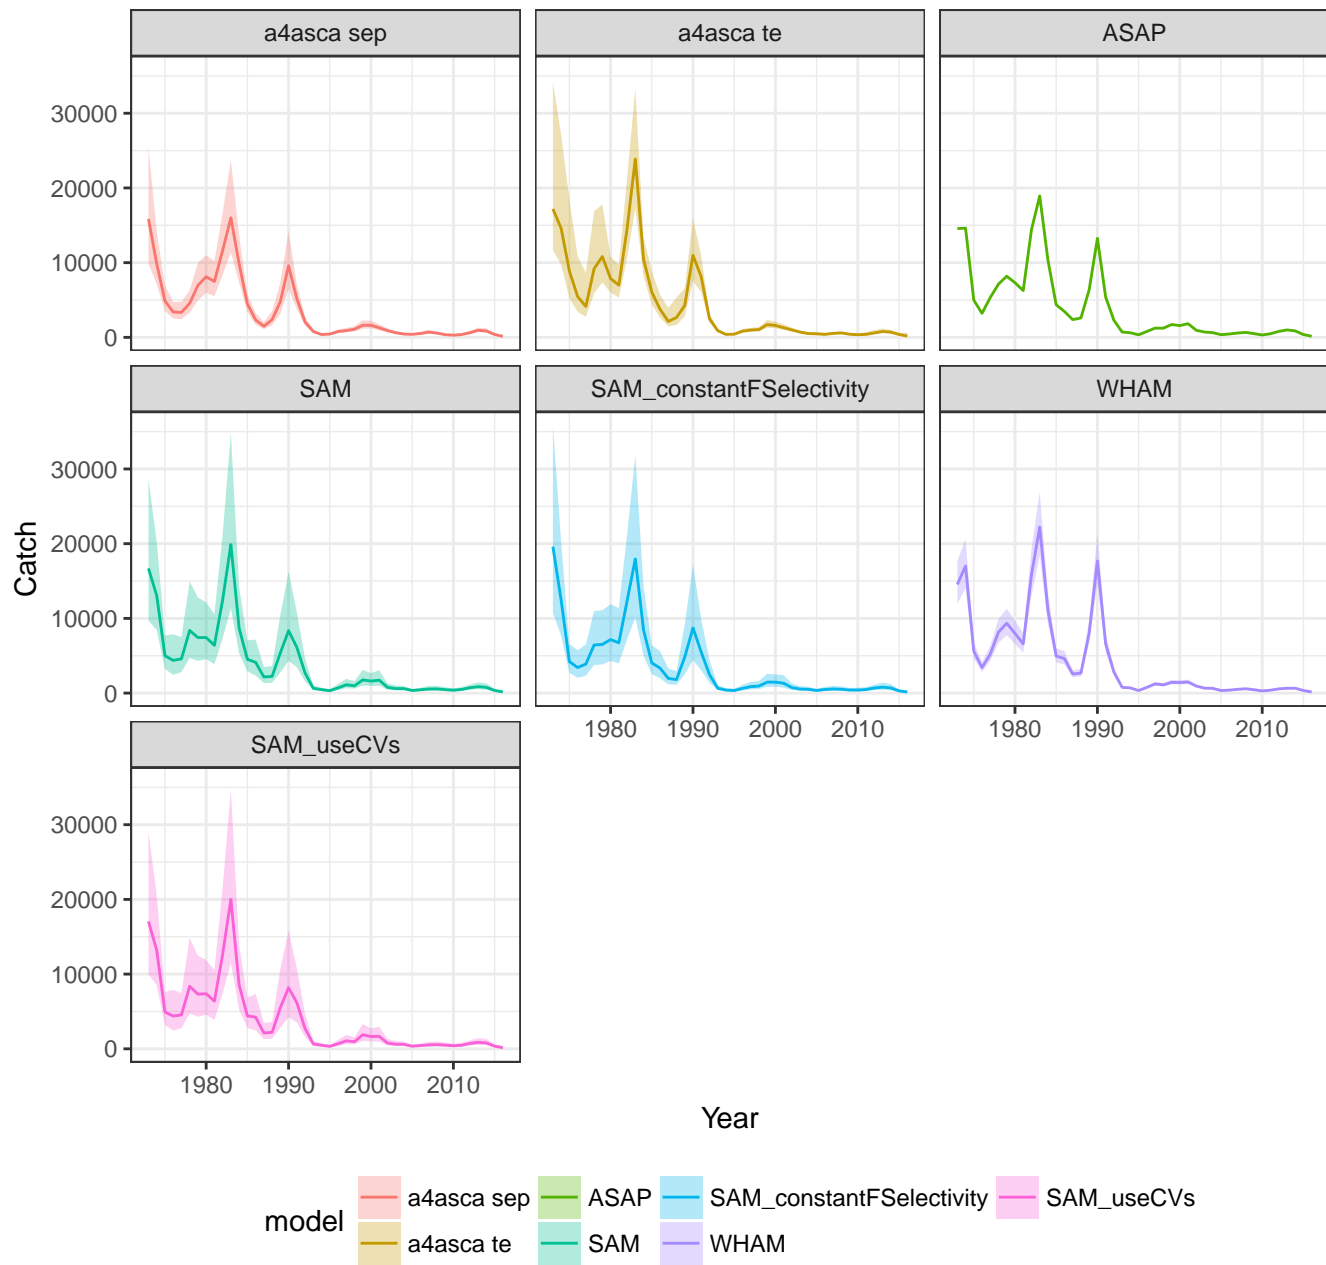 a4asca sep
a4asca te
ASAP
30000
20000
10000
0
SAM
SAM_constantFSelectivity
WHAM
30000
20000
10000
0
1980 1990 2000 2010
1980 1990 2000 2010
SAM_useCVs
30000
20000
10000
0
1980 1990 2000 2010
Catch
Year
model
a4asca sep
a4asca te
ASAP
SAM
SAM_constantFSelectivity
WHAM
SAM_useCVs